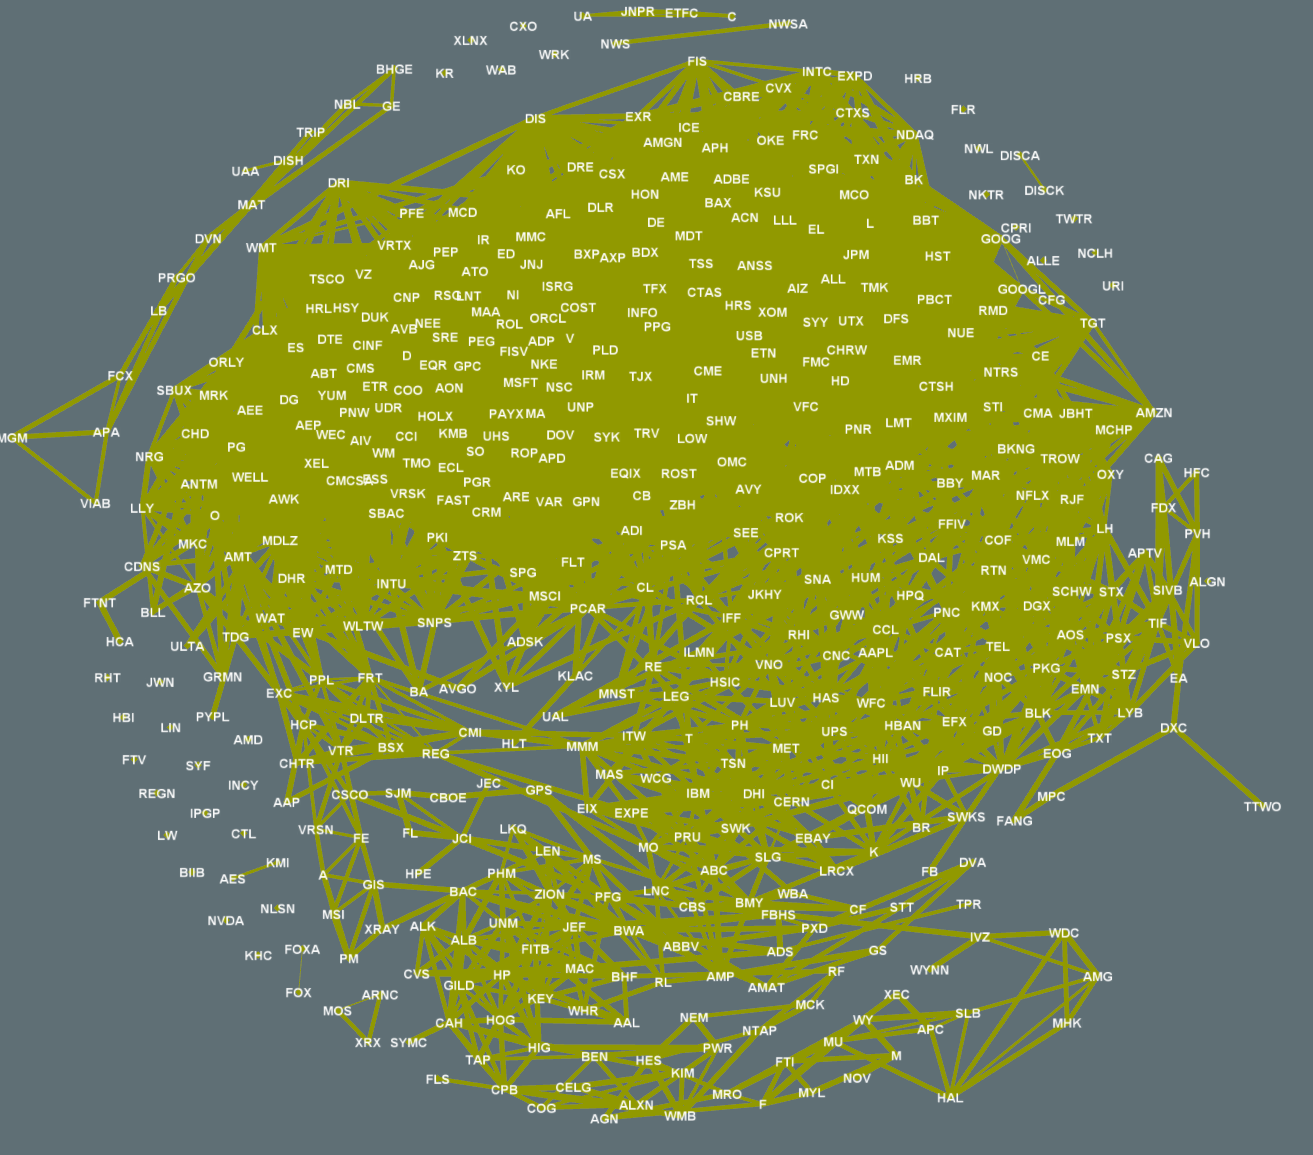 UA JNPR ETFC C
NWSA
CXO
XLNX NWS
WRK
BHGE KR WAB FIS INTC EXPD HRB
CVX
NBL GE CBRE FLR
DIS EXR CTXS
TRIP ICE NDAQ
AMGN APH OKE FRC NWL DISCA
DISH TXN
UAA KO DRE CSX SPGI
DRI AME ADBE BK DISCK
HON KSU MCO NKTR
MAT BAX
PFE MCD AFL DLR ACN LLL L BBT TWTR
DE EL CPRI
DVN WMT VRTX IR MMC MDT GOOG
PEP ED BXP AXP BDX JPM HST NCLH
AJG JNJ TSS ANSS ALLE
PRGO TSCO VZ ATO ALL
ISRG TFX CTAS AIZ TMK GOOGL URI
CNP RSG LNT NI PBCT CFG
LB HRL HSY MAA COST INFO HRS XOM RMD
DUK NEE ROL ORCL SYY UTX DFS TGT
CLX AVB PPG NUE
DTE SRE PEG ADP V USB
ES CINF D FISV PLD ETN CHRW CE
ORLY CMS EQR GPC NKE FMC EMR
FCX ABT IRM TJX CME UNH HD NTRS
SBUX MRK ETR COO AON MSFT NSC CTSH
DG YUM UDR IT
AEE PNW HOLX PAYX MA UNP VFC STI CMA JBHT AMZN
AEP SHW LMT MXIM
MGM APA CHD WEC AIV CCI KMB UHS DOV SYK TRV LOW PNR MCHP
PG WM SO ROP APD BKNG
NRG XEL TMO ECL OMC MTB ADM TROW CAG
ANTM WELL CMCSA ESS PGR EQIX ROST COP BBY MAR OXY HFC
VIAB LLY AWK VRSK FAST ARE VAR GPN CB AVY IDXX NFLX RJF
O SBAC CRM ZBH FDX
ADI ROK FFIV LH
MKC MDLZ PKI PSA SEE KSS COF MLM PVH
AMT ZTS FLT CPRT DAL VMC APTV
CDNS MTD SPG RTN
AZO DHR INTU CL SNA HUM ALGN
FTNT MSCI RCL JKHY HPQ SCHW STX SIVB
BLL WAT PCAR IFF GWW PNC KMX DGX
EW WLTW SNPS CCL TIF
HCA TDG ADSK RHI AOS PSX
ULTA ILMN CNC AAPL CAT TEL VLO
RE VNO PKG
RHT JWN GRMN PPL FRT KLAC HSIC NOC STZ EA
EXC BA AVGO XYL MNST LEG LUV HAS WFC FLIR EMN
HBI LIN PYPL HCP DLTR UAL PH HBAN EFX BLK LYB
AMD CMI HLT ITW T UPS GD DXC
VTR BSX REG MMM MET EOG TXT
FTV SYF CHTR TSN HII
MAS WCG IP DWDP
REGN INCY CSCO SJM CBOE JEC GPS IBM DHI CI WU
AAP CERN MPC TTWO
IPGP EIX EXPE QCOM SWKS
LW CTL VRSN FE FL JCI LKQ PRU SWK EBAY BR FANG
LEN MO
BIIB AES KMI HPE PHM MS SLG K DVA
A ABC LRCX FB
GIS BAC ZION PFG LNC WBA
NVDA NLSN MSI CBS BMY CF STT TPR
XRAY ALK UNM JEF BWA FBHS PXD
KHC FOXA ALB FITB ABBV ADS GS IVZ WDC
PM CVS HP MAC AMP RF WYNN AMG
FOX ARNC GILD BHF RL AMAT
KEY XEC
MOS WHR MCK SLB
CAH HOG AAL NEM WY APC MHK
XRX SYMC NTAP
TAP HIG BEN HES PWR MU M
FTI
FLS CPB CELG KIM MRO MYL NOV
COG ALXN F HAL
AGN WMB